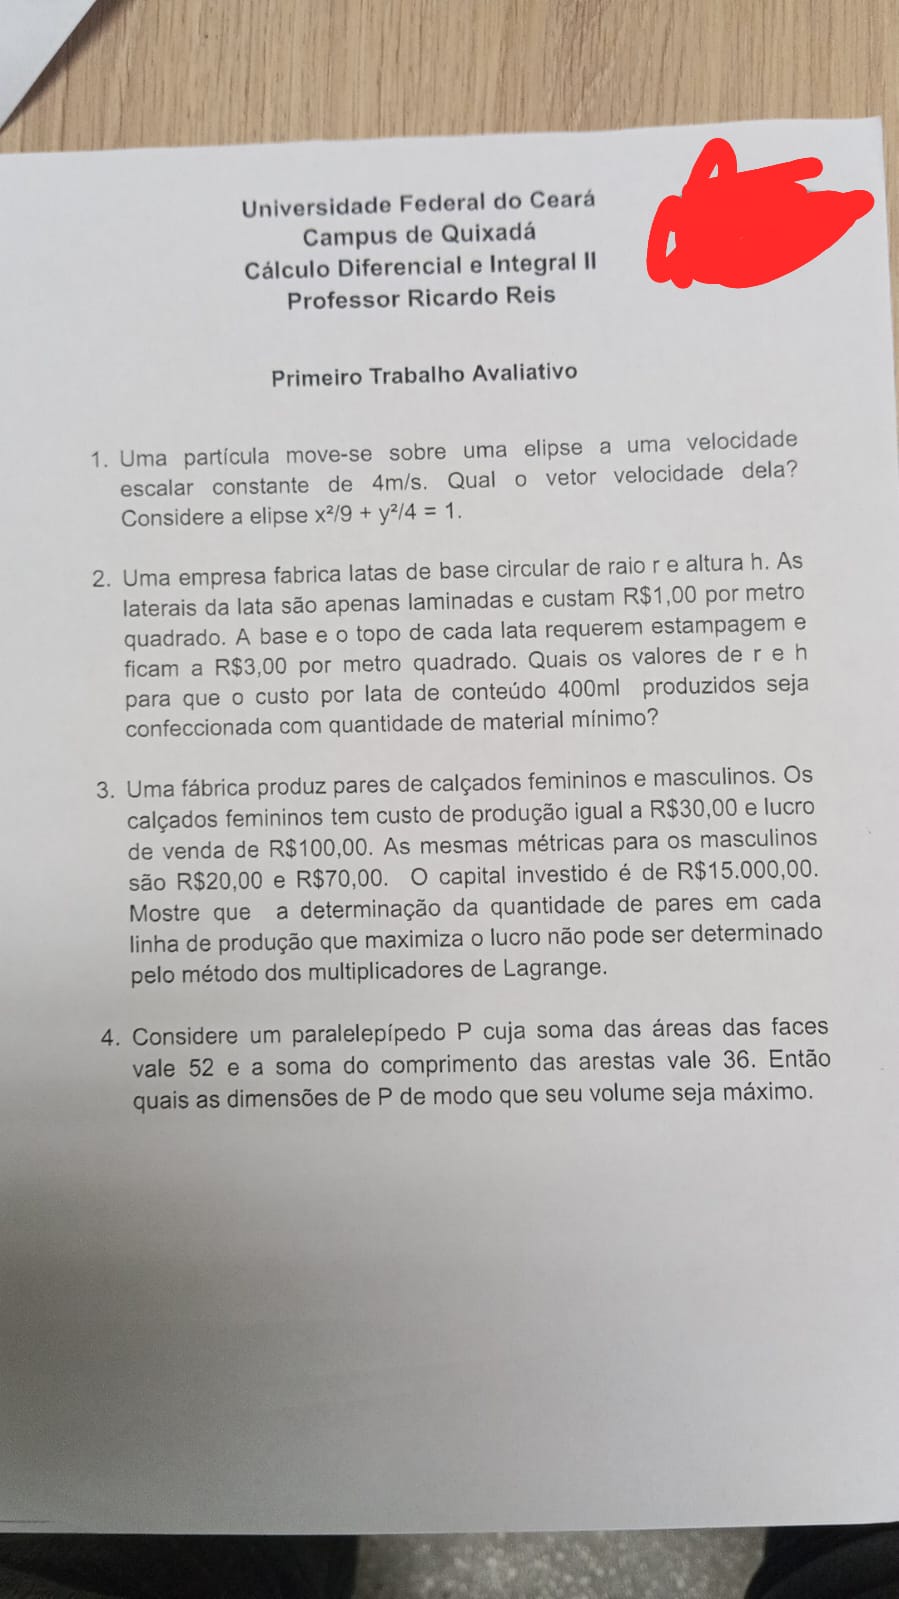 Universidade Federal do Ceará
Campus de Quixadá
Cálculo Diferencial e Integral II
Professor Ricardo Reis
Primeiro Trabalho Avaliativo
1. Uma partícula move-se sobre uma elipse a uma velocidade
escalar constante de 4m/s. Qual o vetor velocidade dela?
Considere a elipse x²/9 + y²/4 = 1.
2. Uma empresa fabrica latas de base circular de raio r e altura h. As
laterais da lata são apenas laminadas e custam R$1,00 por metro
quadrado. A base e o topo de cada lata requerem estampagem e
ficam a R$3,00 por metro quadrado. Quais os valores de r e h
para que o custo por lata de conteúdo 400ml produzidos seja
confeccionada com quantidade de material mínimo?
3. Uma fábrica produz pares de calçados femininos e masculinos. Os
calçados femininos tem custo de produção igual a R$30,00 e lucro
de venda de R$100,00. As mesmas métricas para os masculinos
são R$20,00 e R$70,00. O capital investido é de R$15.000,00.
Mostre que a determinação da quantidade de pares em cada
linha de produção que maximiza o lucro não pode ser determinado
pelo método dos multiplicadores de Lagrange.
4. Considere um paralelepípedo P cuja soma das áreas das faces
vale 52 e a soma do comprimento das arestas vale 36. Então
quais as dimensões de P de modo que seu volume seja máximo.